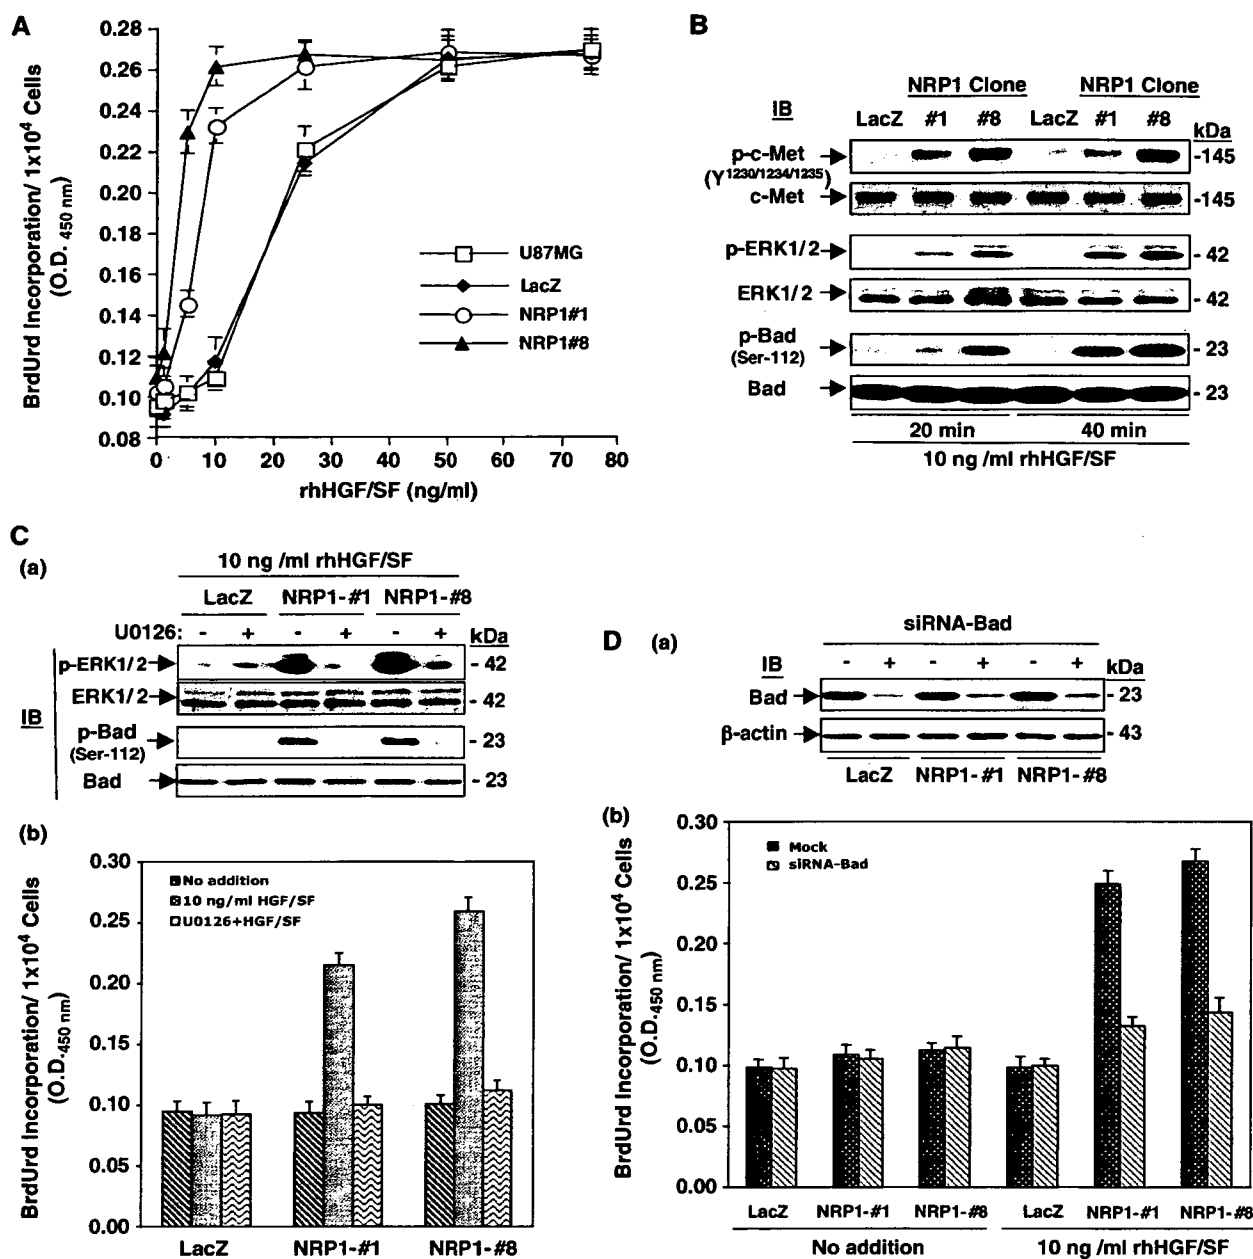 A
BrdUrd Incorporation/ 1x10⁴ Cells
(O.D. 450 nm)
0.28
0.26
0.24
0.22
0.20
0.18
0.16
0.14
0.12
0.10
0.08
0 10 20 30 40 50 60 70 80
rhHGF/SF (ng/ml)
U87MG
LacZ
NRP1#1
NRP1#8
B
NRP1 Clone NRP1 Clone
IB LacZ #1 #8 LacZ #1 #8 kDa
p-c-Met -145
(Y1230/1234/1235)
c-Met -145
p-ERK1/2 - 42
ERK1/2 - 42
p-Bad - 23
(Ser-112)
Bad - 23
20 min 40 min
10 ng /ml rhHGF/SF
C
(a)
10 ng /ml rhHGF/SF
LacZ NRP1-#1 NRP1-#8
U0126: - + - + - + kDa
p-ERK1/2 - 42
ERK1/2 - 42
IB
p-Bad - 23
(Ser-112)
Bad - 23
(b)
BrdUrd Incorporation/ 1x10⁴ Cells
(O.D.450 nm)
0.30
0.25
0.20
0.15
0.10
0.05
0.00
No addition
10 ng/ml HGF/SF
U0126+HGF/SF
LacZ NRP1-#1 NRP1-#8
D
(a)
siRNA-Bad
IB - + - + - + kDa
Bad - 23
β-actin - 43
LacZ NRP1-#1 NRP1-#8
(b)
BrdUrd Incorporation/ 1x10⁴ Cells
(O.D.450 nm)
0.30
0.25
0.20
0.15
0.10
0.05
0.00
Mock
siRNA-Bad
LacZ NRP1-#1 NRP1-#8 LacZ NRP1-#1 NRP1-#8
No addition 10 ng /ml rhHGF/SF